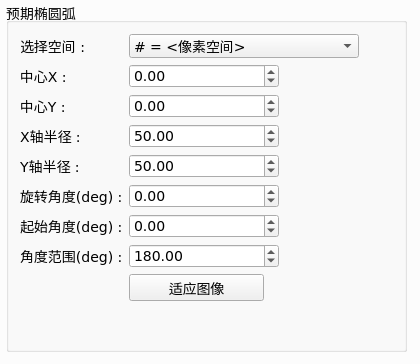 预期椭圆弧
选择空间： # = <像素空间>
中心X： 0.00
中心Y： 0.00
X轴半径： 50.00
Y轴半径： 50.00
旋转角度(deg)： 0.00
起始角度(deg)： 0.00
角度范围(deg)： 180.00
适应图像